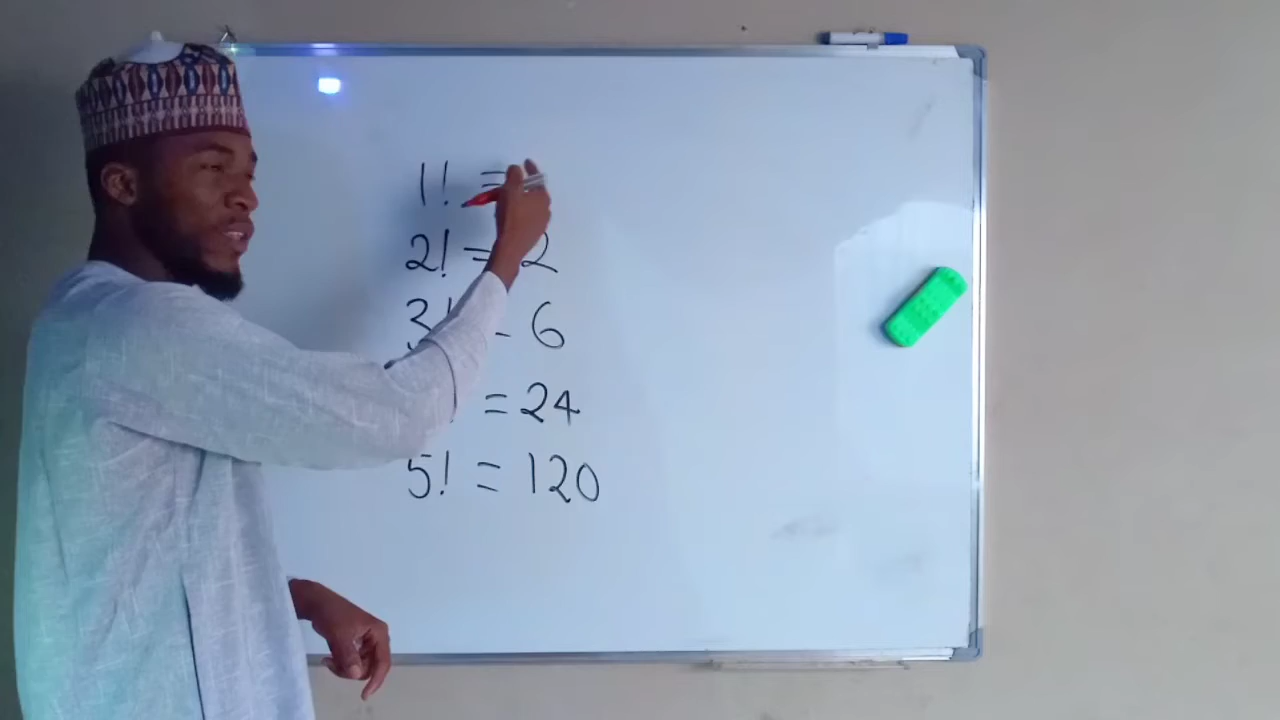 1! =
2! = 2
3! - 6
! = 24
5! = 120